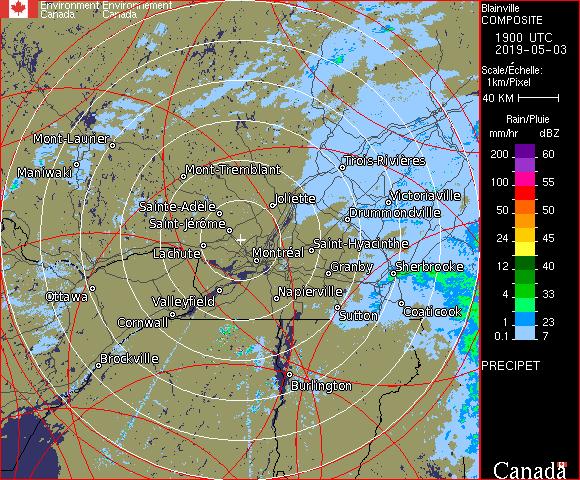 Environment Environnement
Canada Canada
Blainville
COMPOSITE
1900 UTC
2019-05-03
Scale/Échelle:
1km/Pixel
40 KM
Rain/Pluie
mm/hr dBZ
200 60
100 55
50 50
24 45
12 40
4 33
1 23
0.1 7
PRECIPET
Canada
Mont-Laurier
Maniwaki
Mont-Tremblant
Trois-Rivières
Sainte-Adele
Joliette
Victoriaville
Drummondville
Saint-Jérôme
Lachute
Montréal
Saint-Hyacinthe
Granby
Sherbrooke
Ottawa
Valleyfield
Napierville
Cornwall
Sutton
Coaticook
Brockville
Burlington